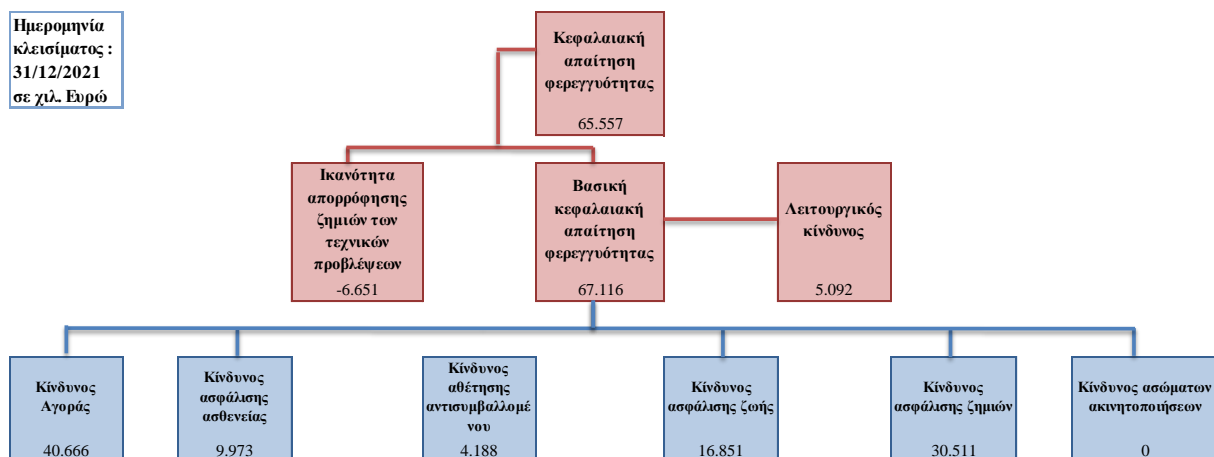 Ημερομηνία
κλεισίματος :
31/12/2021
σε χιλ. Ευρώ
Κεφαλαιακή
απαίτηση
φερεγγυότητας
65.557
Ικανότητα
απορρόφησης
ζημιών των
τεχνικών
προβλέψεων
-6.651
Βασική
κεφαλαιακή
απαίτηση
φερεγγυότητας
67.116
Λειτουργικός
κίνδυνος
5.092
Κίνδυνος
Αγοράς
40.666
Κίνδυνος
ασφάλισης
ασθενείας
9.973
Κίνδυνος
αθέτησης
αντισυμβαλλομέ
νου
4.188
Κίνδυνος
ασφάλισης ζωής
16.851
Κίνδυνος
ασφάλισης ζημιών
30.511
Κίνδυνος ασώματων
ακινητοποιήσεων
0